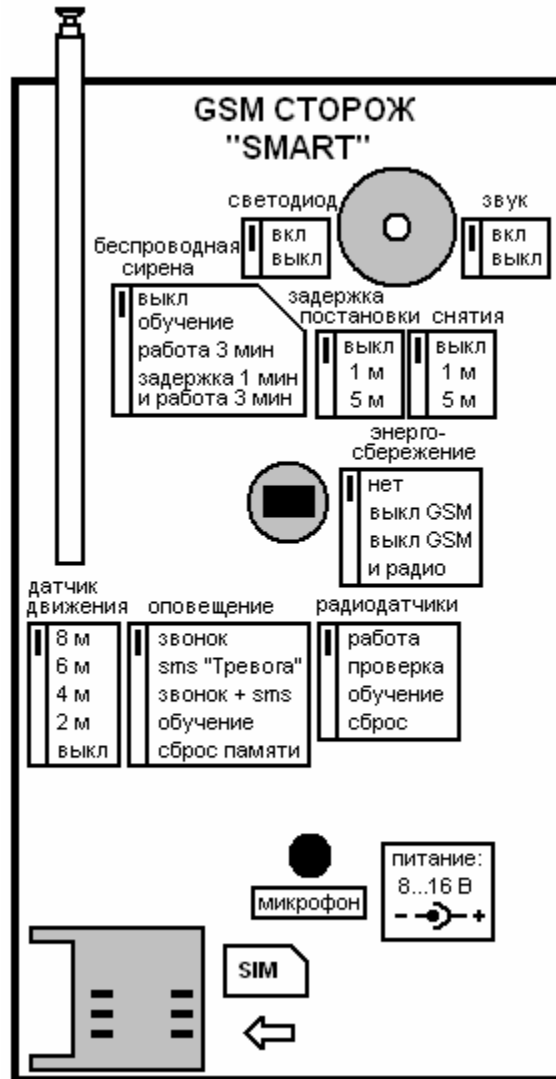 GSM СТОРОЖ
"SMART"
светодиод
вкл
выкл
звук
вкл
выкл
беспроводная
сирена
выкл
обучение
работа 3 мин
задержка 1 мин
и работа 3 мин
задержка
постановки
снятия
выкл
1 м
5 м
выкл
1 м
5 м
энерго-
сбережение
нет
выкл GSM
выкл GSM
и радио
датчик
движения
8 м
6 м
4 м
2 м
выкл
оповещение
звонок
sms "Тревога"
звонок + sms
обучение
сброс памяти
радиодатчики
работа
проверка
обучение
сброс
микрофон
питание:
8...16 В
- +
SIM